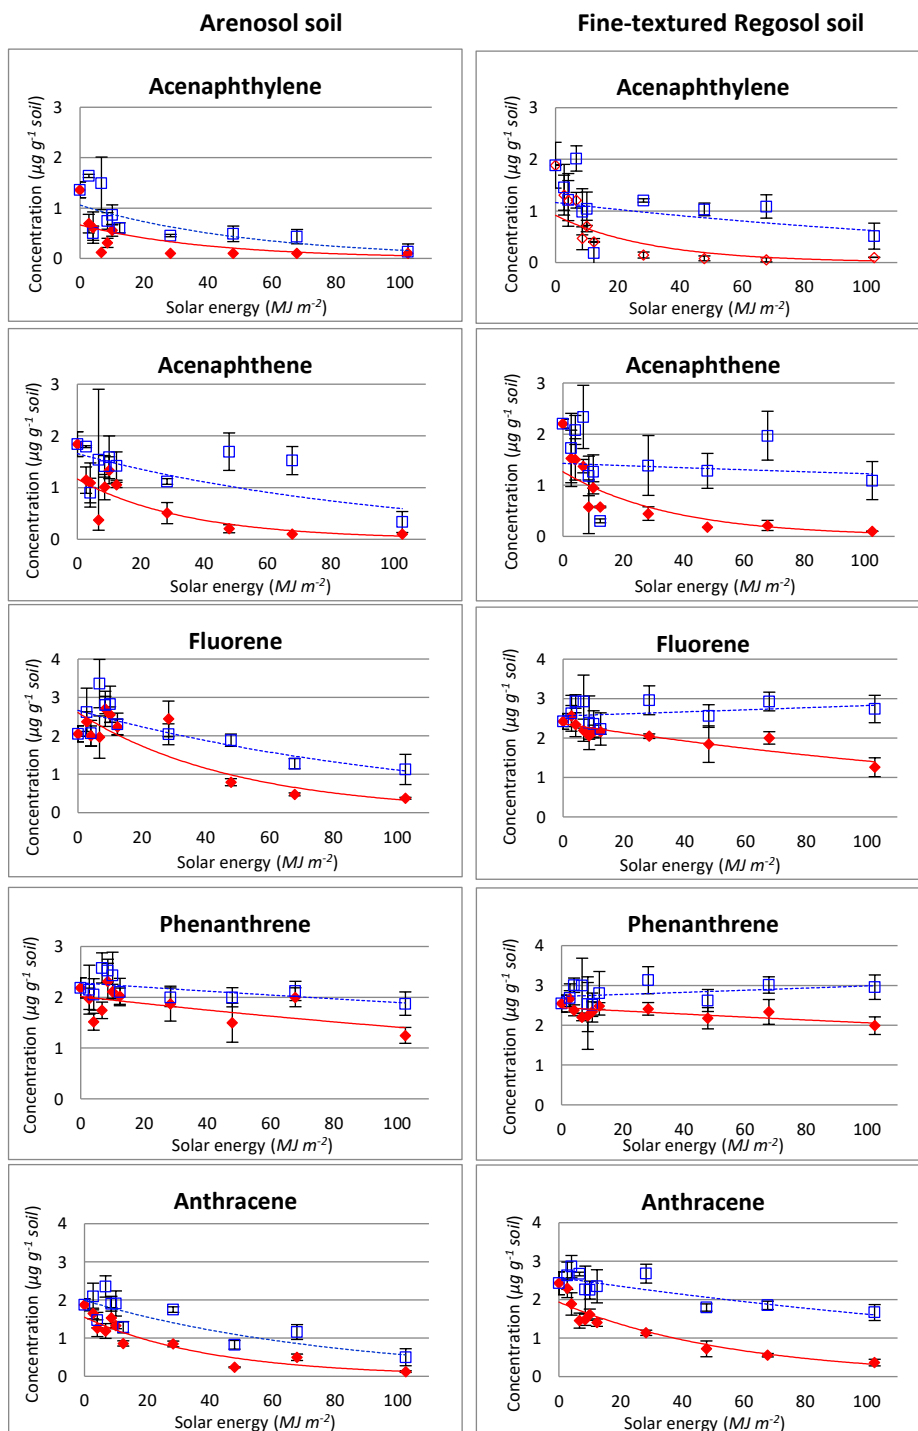 Arenosol soil
Fine-textured Regosol soil
Acenaphthylene
Concentration (µg g-1 soil)
3
2
1
0
0 20 40 60 80 100
Solar energy (MJ m-2)
Acenaphthylene
Concentration (µg g-1 soil)
3
2
1
0
0 20 40 60 80 100
Solar energy (MJ m-2)
Acenaphthene
Concentration (µg g-1 soil)
3
2
1
0
0 20 40 60 80 100
Solar energy (MJ m-2)
Acenaphthene
Concentration (µg g-1 soil)
3
2
1
0
0 20 40 60 80 100
Solar energy (MJ m-2)
Fluorene
Concentration (µg g-1 soil)
4
3
2
1
0
0 20 40 60 80 100
Solar energy (MJ m-2)
Fluorene
Concentration (µg g-1 soil)
4
3
2
1
0
0 20 40 60 80 100
Solar energy (MJ m-2)
Phenanthrene
Concentration (µg g-1 soil)
3
2
1
0
0 20 40 60 80 100
Solar energy (MJ m-2)
Phenanthrene
Concentration (µg g-1 soil)
4
3
2
1
0
0 20 40 60 80 100
Solar energy (MJ m-2)
Anthracene
Concentration (µg g-1 soil)
4
3
2
1
0
0 20 40 60 80 100
Solar energy (MJ m-2)
Anthracene
Concentration (µg g-1 soil)
4
3
2
1
0
0 20 40 60 80 100
Solar energy (MJ m-2)